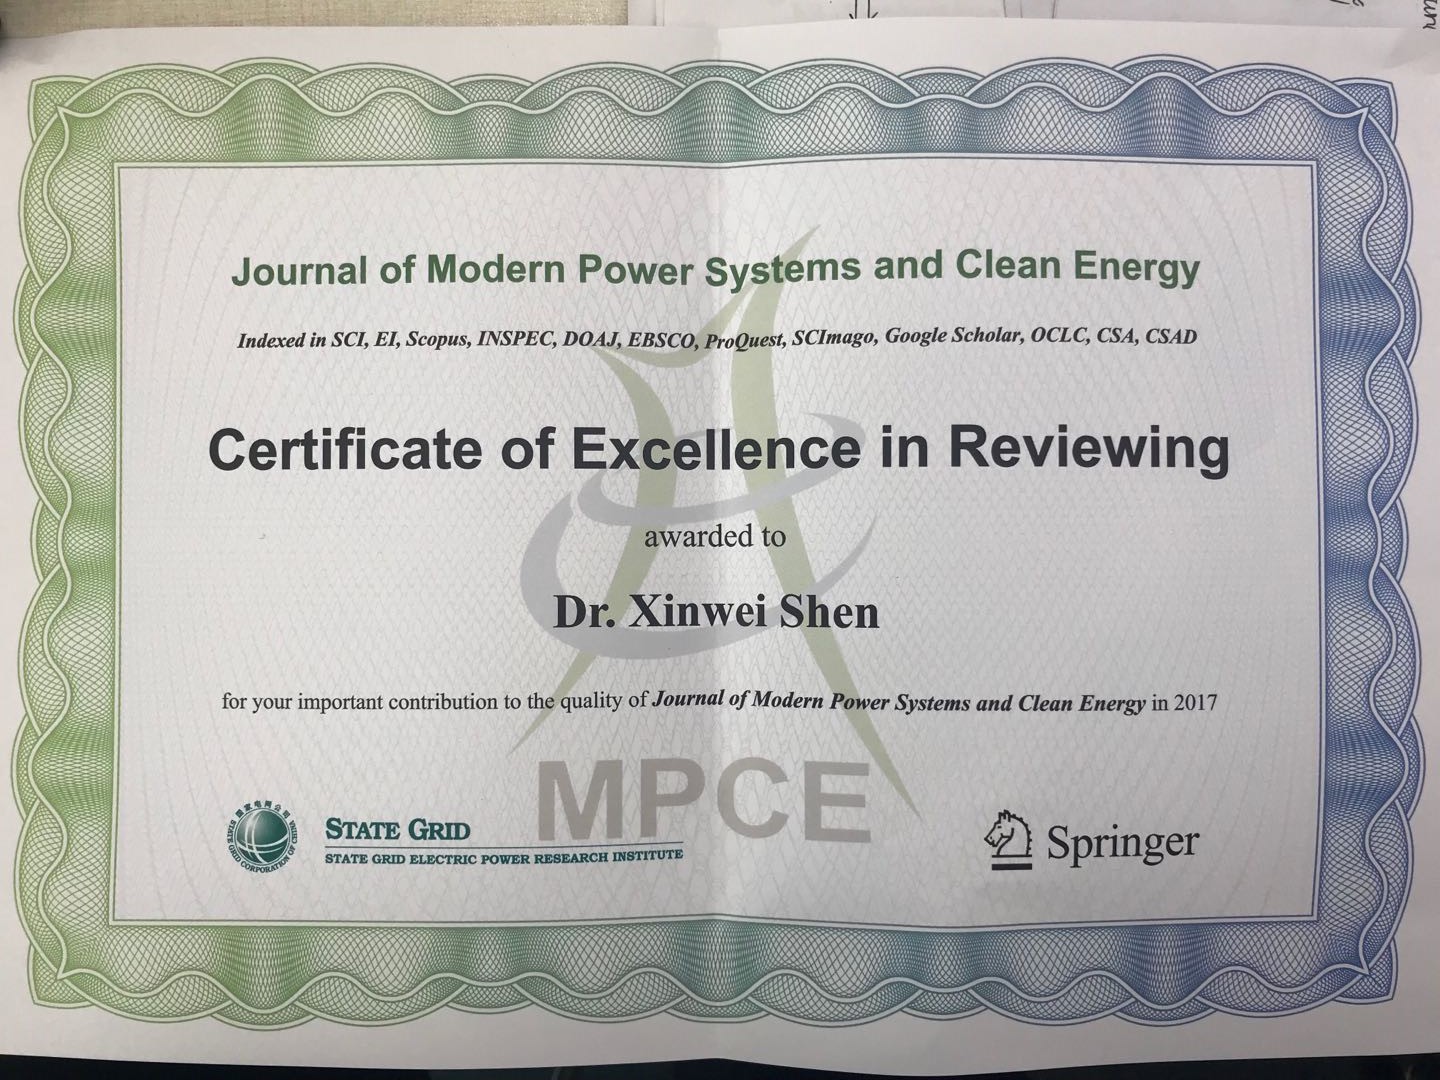 Journal of Modern Power Systems and Clean Energy
Indexed in SCI, EI, Scopus, INSPEC, DOAJ, EBSCO, ProQuest, SCImago, Google Scholar, OCLC, CSA, CSAD
Certificate of Excellence in Reviewing
awarded to
Dr. Xinwei Shen
for your important contribution to the quality of Journal of Modern Power Systems and Clean Energy in 2017
MPCE
国家电网公司
STATE GRID CORPORATION OF CHINA
STATE GRID
STATE GRID ELECTRIC POWER RESEARCH INSTITUTE
Springer